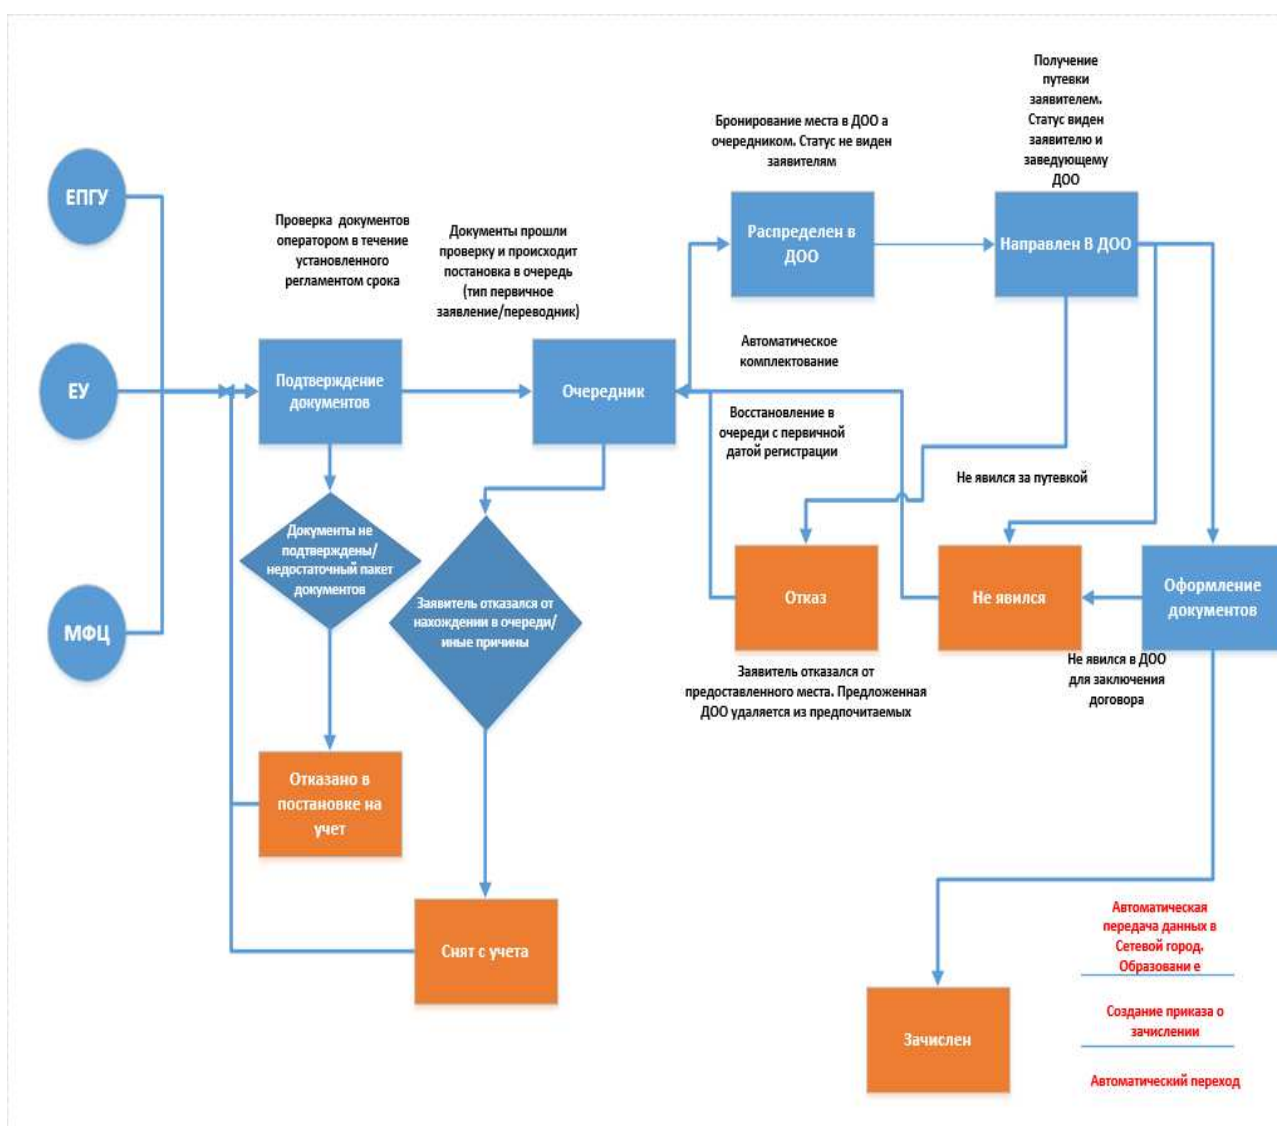 Получение
путевки
заявителем.
Статус виден
заявителю и
заведующему
ДОО
Бронирование места в ДОО а
очередником. Статус не виден
заявителям
ЕПГУ
Проверка документов
оператором в течение
установленного
регламентом срока
Документы прошли
проверку и происходит
постановка в очередь
(тип первичное
заявление/переводник)
Распределен в
ДОО
Направлен В ДОО
Автоматическое
комплектование
ЕУ
Подтверждение
документов
Очередник
Восстановление в
очереди с первичной
датой регистрации
Не явился за путевкой
Документы не
подтверждены/
недостаточный пакет
документов
МФЦ
Заявитель отказался от
нахождении в очереди/
иные причины
Отказ
Не явился
Оформление
документов
Заявитель отказался от
предоставленного места. Предложенная
ДОО удаляется из предпочитаемых
Не явился в ДОО
для заключения
договора
Отказано в
постановке на
учет
Снят с учета
Автоматическая
передача данных в
Сетевой город.
Образовани е
Создание приказа о
зачислении
Зачислен
Автоматический переход